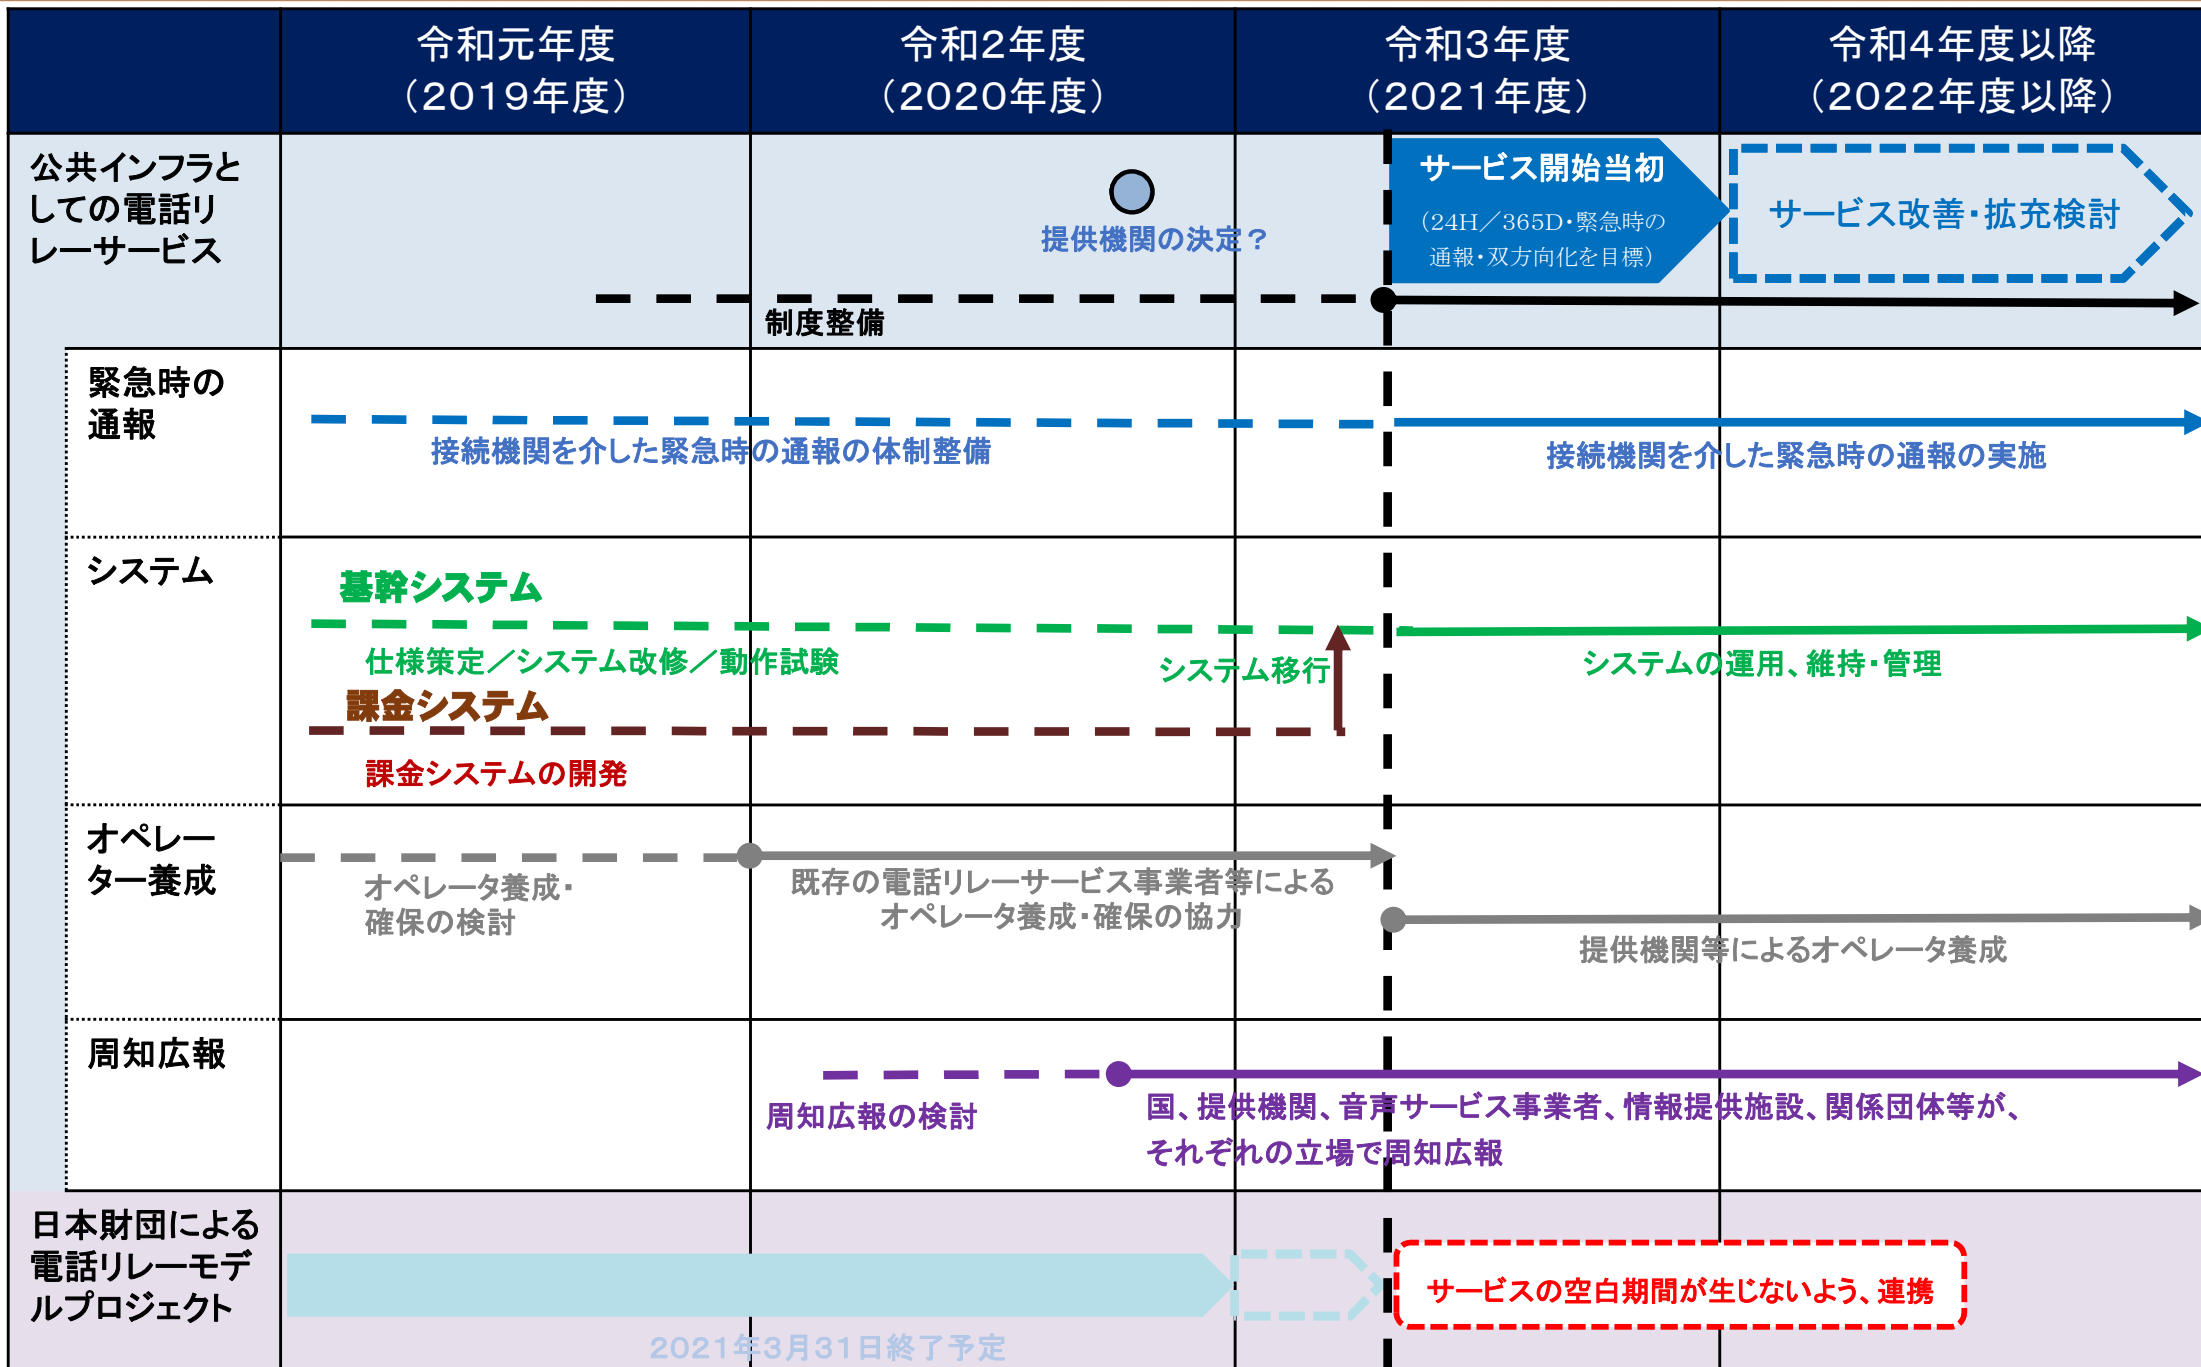 令和元年度
（2019年度）
令和2年度
（2020年度）
令和3年度
（2021年度）
令和4年度以降
（2022年度以降）
公共インフラと
しての電話リ
レーサービス
提供機関の決定？
サービス開始当初
（24H／365D・緊急時の
通報・双方向化を目標）
サービス改善・拡充検討
制度整備
緊急時の
通報
接続機関を介した緊急時の通報の体制整備
接続機関を介した緊急時の通報の実施
システム
基幹システム
仕様策定／システム改修／動作試験
システム移行
システムの運用、維持・管理
課金システム
課金システムの開発
オペレー
ター養成
オペレータ養成・
確保の検討
既存の電話リレーサービス事業者等による
オペレータ養成・確保の協力
提供機関等によるオペレータ養成
周知広報
周知広報の検討
国、提供機関、音声サービス事業者、情報提供施設、関係団体等が、
それぞれの立場で周知広報
日本財団による
電話リレーモデ
ルプロジェクト
サービスの空白期間が生じないよう、連携
2021年3月31日終了予定